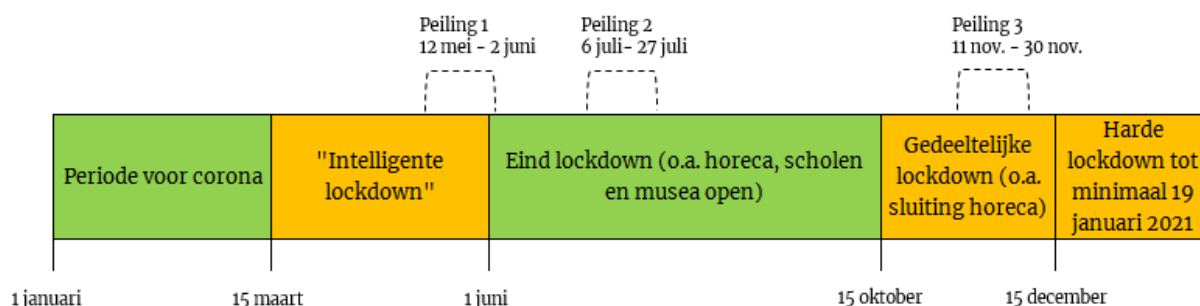 Peiling 1
12 mei - 2 juni
Peiling 2
6 juli- 27 juli
Peiling 3
11 nov. - 30 nov.
Periode voor corona
"Intelligente
lockdown"
Eind lockdown (o.a. horeca, scholen
en musea open)
Gedeeltelijke
lockdown (o.a.
sluiting horeca)
Harde
lockdown tot
minimaal 19
januari 2021
1 januari
15 maart
1 juni
15 oktober
15 december